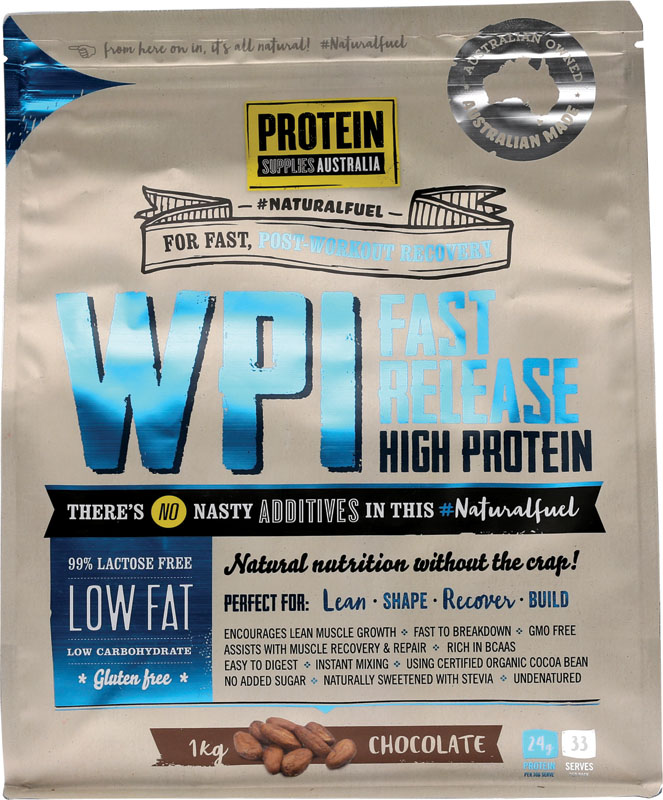 from here on in, it's all natural! #Naturalfuel
AUSTRALIAN OWNED
AUSTRALIAN MADE
PROTEIN
SUPPLIES AUSTRALIA
#NATURALFUEL
FOR FAST, POST-WORKOUT RECOVERY
WPI
FAST
RELEASE
HIGH PROTEIN
THERE'S NO NASTY ADDITIVES IN THIS #Naturalfuel
99% LACTOSE FREE
LOW FAT
LOW CARBOHYDRATE
* Gluten free *
Natural nutrition without the crap!
PERFECT FOR: Lean · SHAPE · Recover · BUILD
ENCOURAGES LEAN MUSCLE GROWTH ❖ FAST TO BREAKDOWN ❖ GMO FREE
ASSISTS WITH MUSCLE RECOVERY & REPAIR ❖ RICH IN BCAAS
EASY TO DIGEST ❖ INSTANT MIXING ❖ USING CERTIFIED ORGANIC COCOA BEAN
NO ADDED SUGAR ❖ NATURALLY SWEETENED WITH STEVIA ❖ UNDENATURED
1kg CHOCOLATE
24g
PROTEIN
PER 30G SERVE
33
SERVES